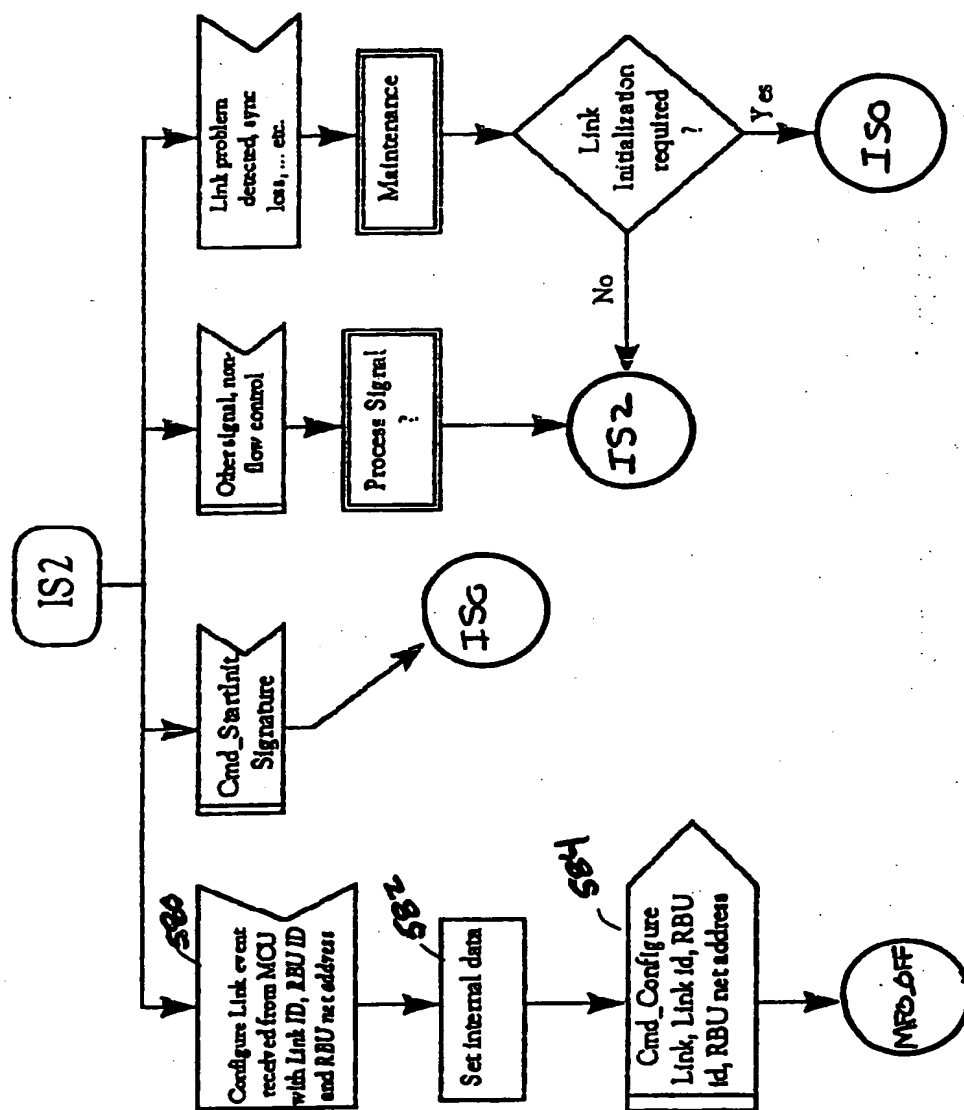 IS2
580
Configure Link event
received from MCU
with Link ID, RBU ID
and RBU net address
582
Set internal data
584
Cmd_Configure
Link, Link id, RBU
id, RBU net address
MFO_OFF
Cmd_StartInit
Signature
IS0
Other signal, non-
flow control
Process Signal
?
IS2
Link problem
detected, sync
loss, ... etc.
Maintenance
Link
Initialization
required
?
No
Yes
IS0